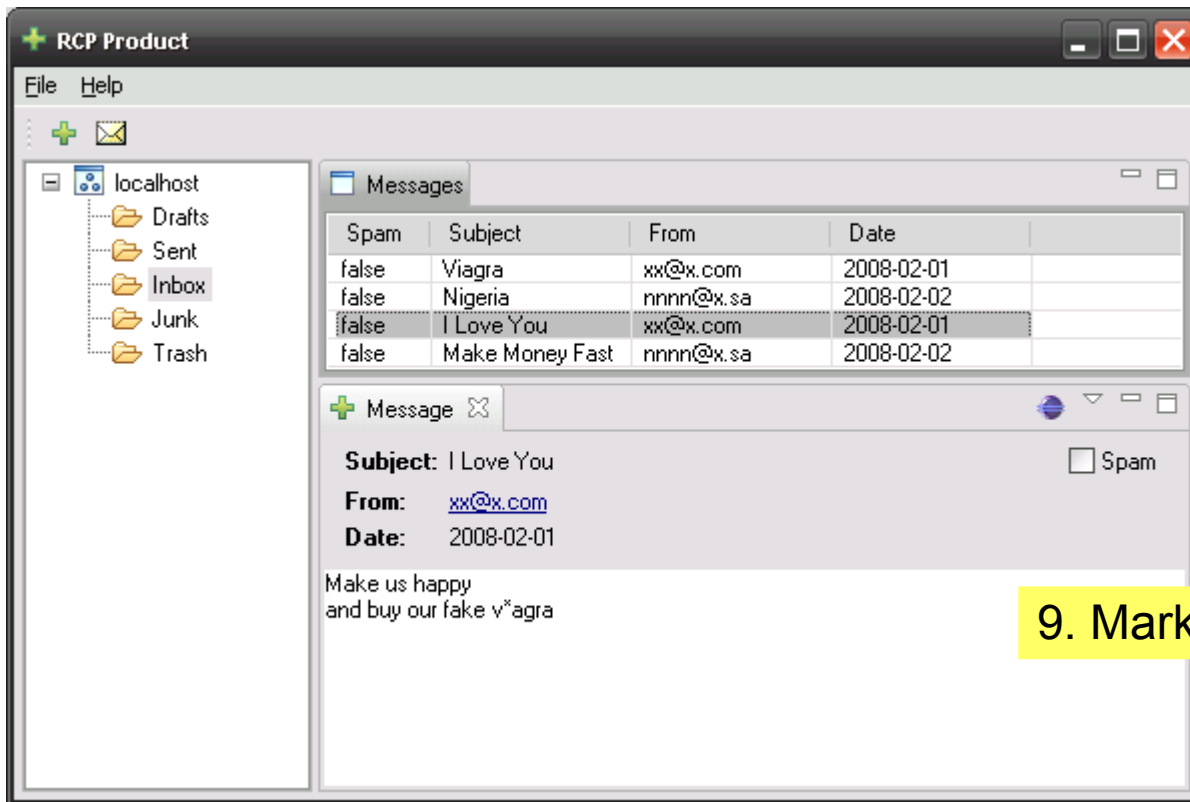 RCP Product
File Help
localhost
Drafts
Sent
Inbox
Junk
Trash
Messages
Spam Subject From Date
false Viagra xx@x.com 2008-02-01
false Nigeria nnnn@x.sa 2008-02-02
false I Love You xx@x.com 2008-02-01
false Make Money Fast nnnn@x.sa 2008-02-02
Message
Subject: I Love You Spam
From: xx@x.com
Date: 2008-02-01
Make us happy
and buy our fake v*agra
9. Mark